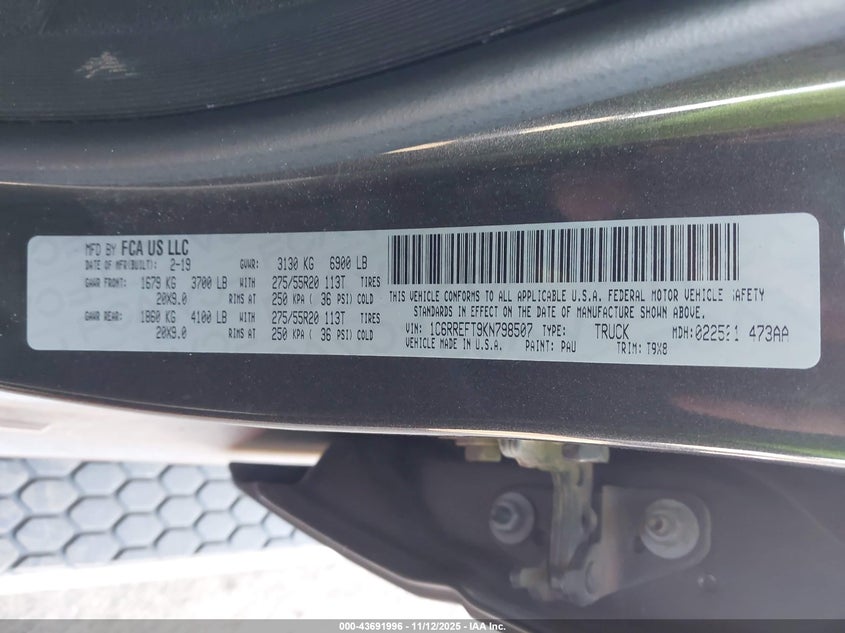 MFD BY FCA US LLC
DATE OF MFR(BUILT): 2-19 GVWR: 3130 KG 6900 LB
GAWR FRONT: 1679 KG 3700 LB WITH 275/55R20 113T TIRES
20X9.0 RIMS AT 250 KPA ( 36 PSI) COLD
GAWR REAR: 1860 KG 4100 LB WITH 275/55R20 113T TIRES
20X9.0 RIMS AT 250 KPA ( 36 PSI) COLD
THIS VEHICLE CONFORMS TO ALL APPLICABLE U.S.A. FEDERAL MOTOR VEHICLE SAFETY
STANDARDS IN EFFECT ON THE DATE OF MANUFACTURE SHOWN ABOVE.
VIN: 1C6RREFT9KN798507 TYPE: TRUCK MDH: 473AA
VEHICLE MADE IN U.S.A. PAINT: PAU TRIM: T9X8
000-43691996 — 11/12/2025 — IAA Inc.